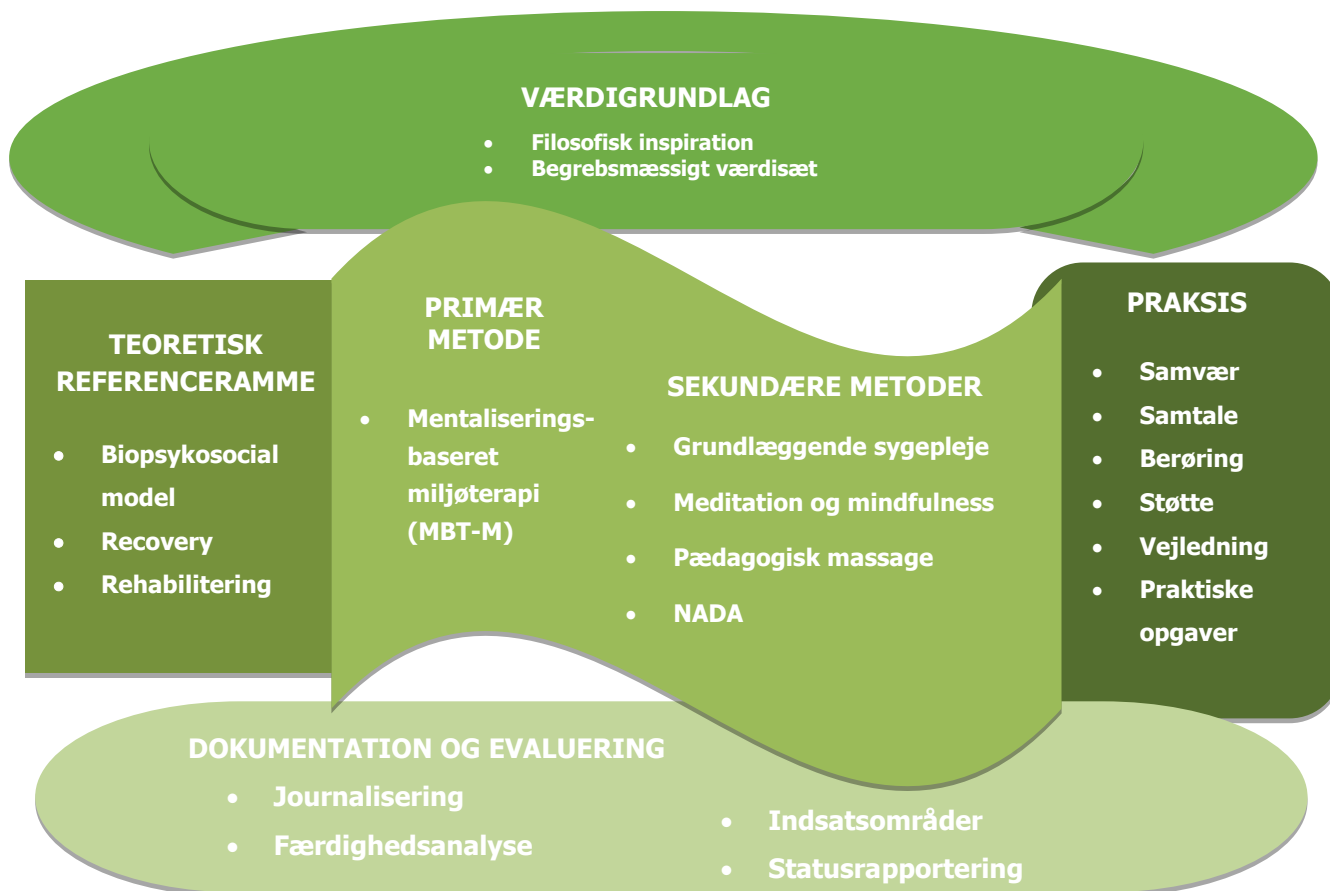 VÆRDIGRUNDLAG
• Filosofisk inspiration
• Begrebsmæssigt værdisæt
TEORETISK
REFERENCERAMME
• Biopsykosocial
model
• Recovery
• Rehabilitering
PRIMÆR
METODE
• Mentaliserings-
baseret
miljøterapi
(MBT-M)
SEKUNDÆRE METODER
• Grundlæggende sygepleje
• Meditation og mindfulness
• Pædagogisk massage
• NADA
PRAKSIS
• Samvær
• Samtale
• Berøring
• Støtte
• Vejledning
• Praktiske
opgaver
DOKUMENTATION OG EVALUERING
• Journalisering
• Færdighedsanalyse
• Indsatsområder
• Statusrapportering